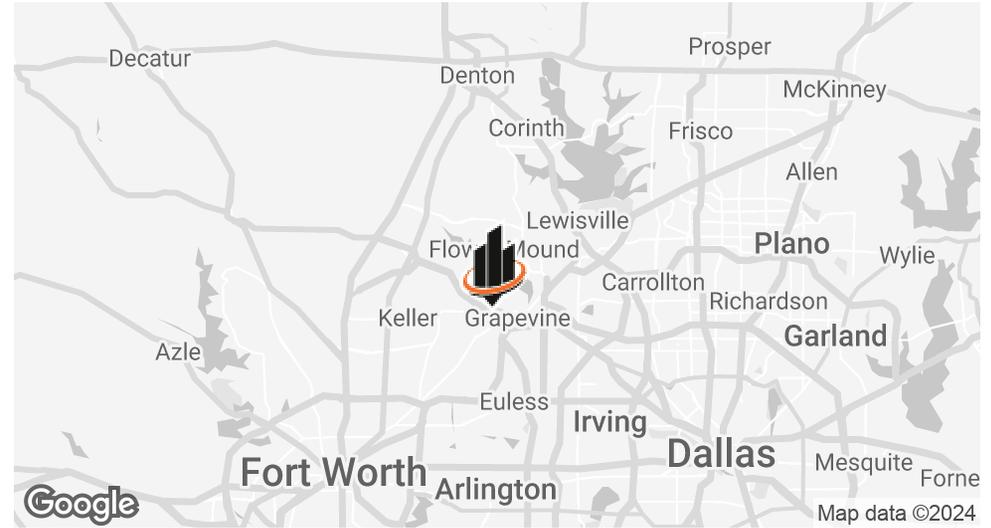 Prosper
Decatur
Denton
McKinney
Corinth
Frisco
Allen
Lewisville
Flow Mound
Plano
Wylie
Carrollton
Richardson
Keller
Grapevine
Garland
Azle
Euless
Irving
Dallas
Fort Worth
Mesquite
Forne
Arlington
Google
Map data ©2024